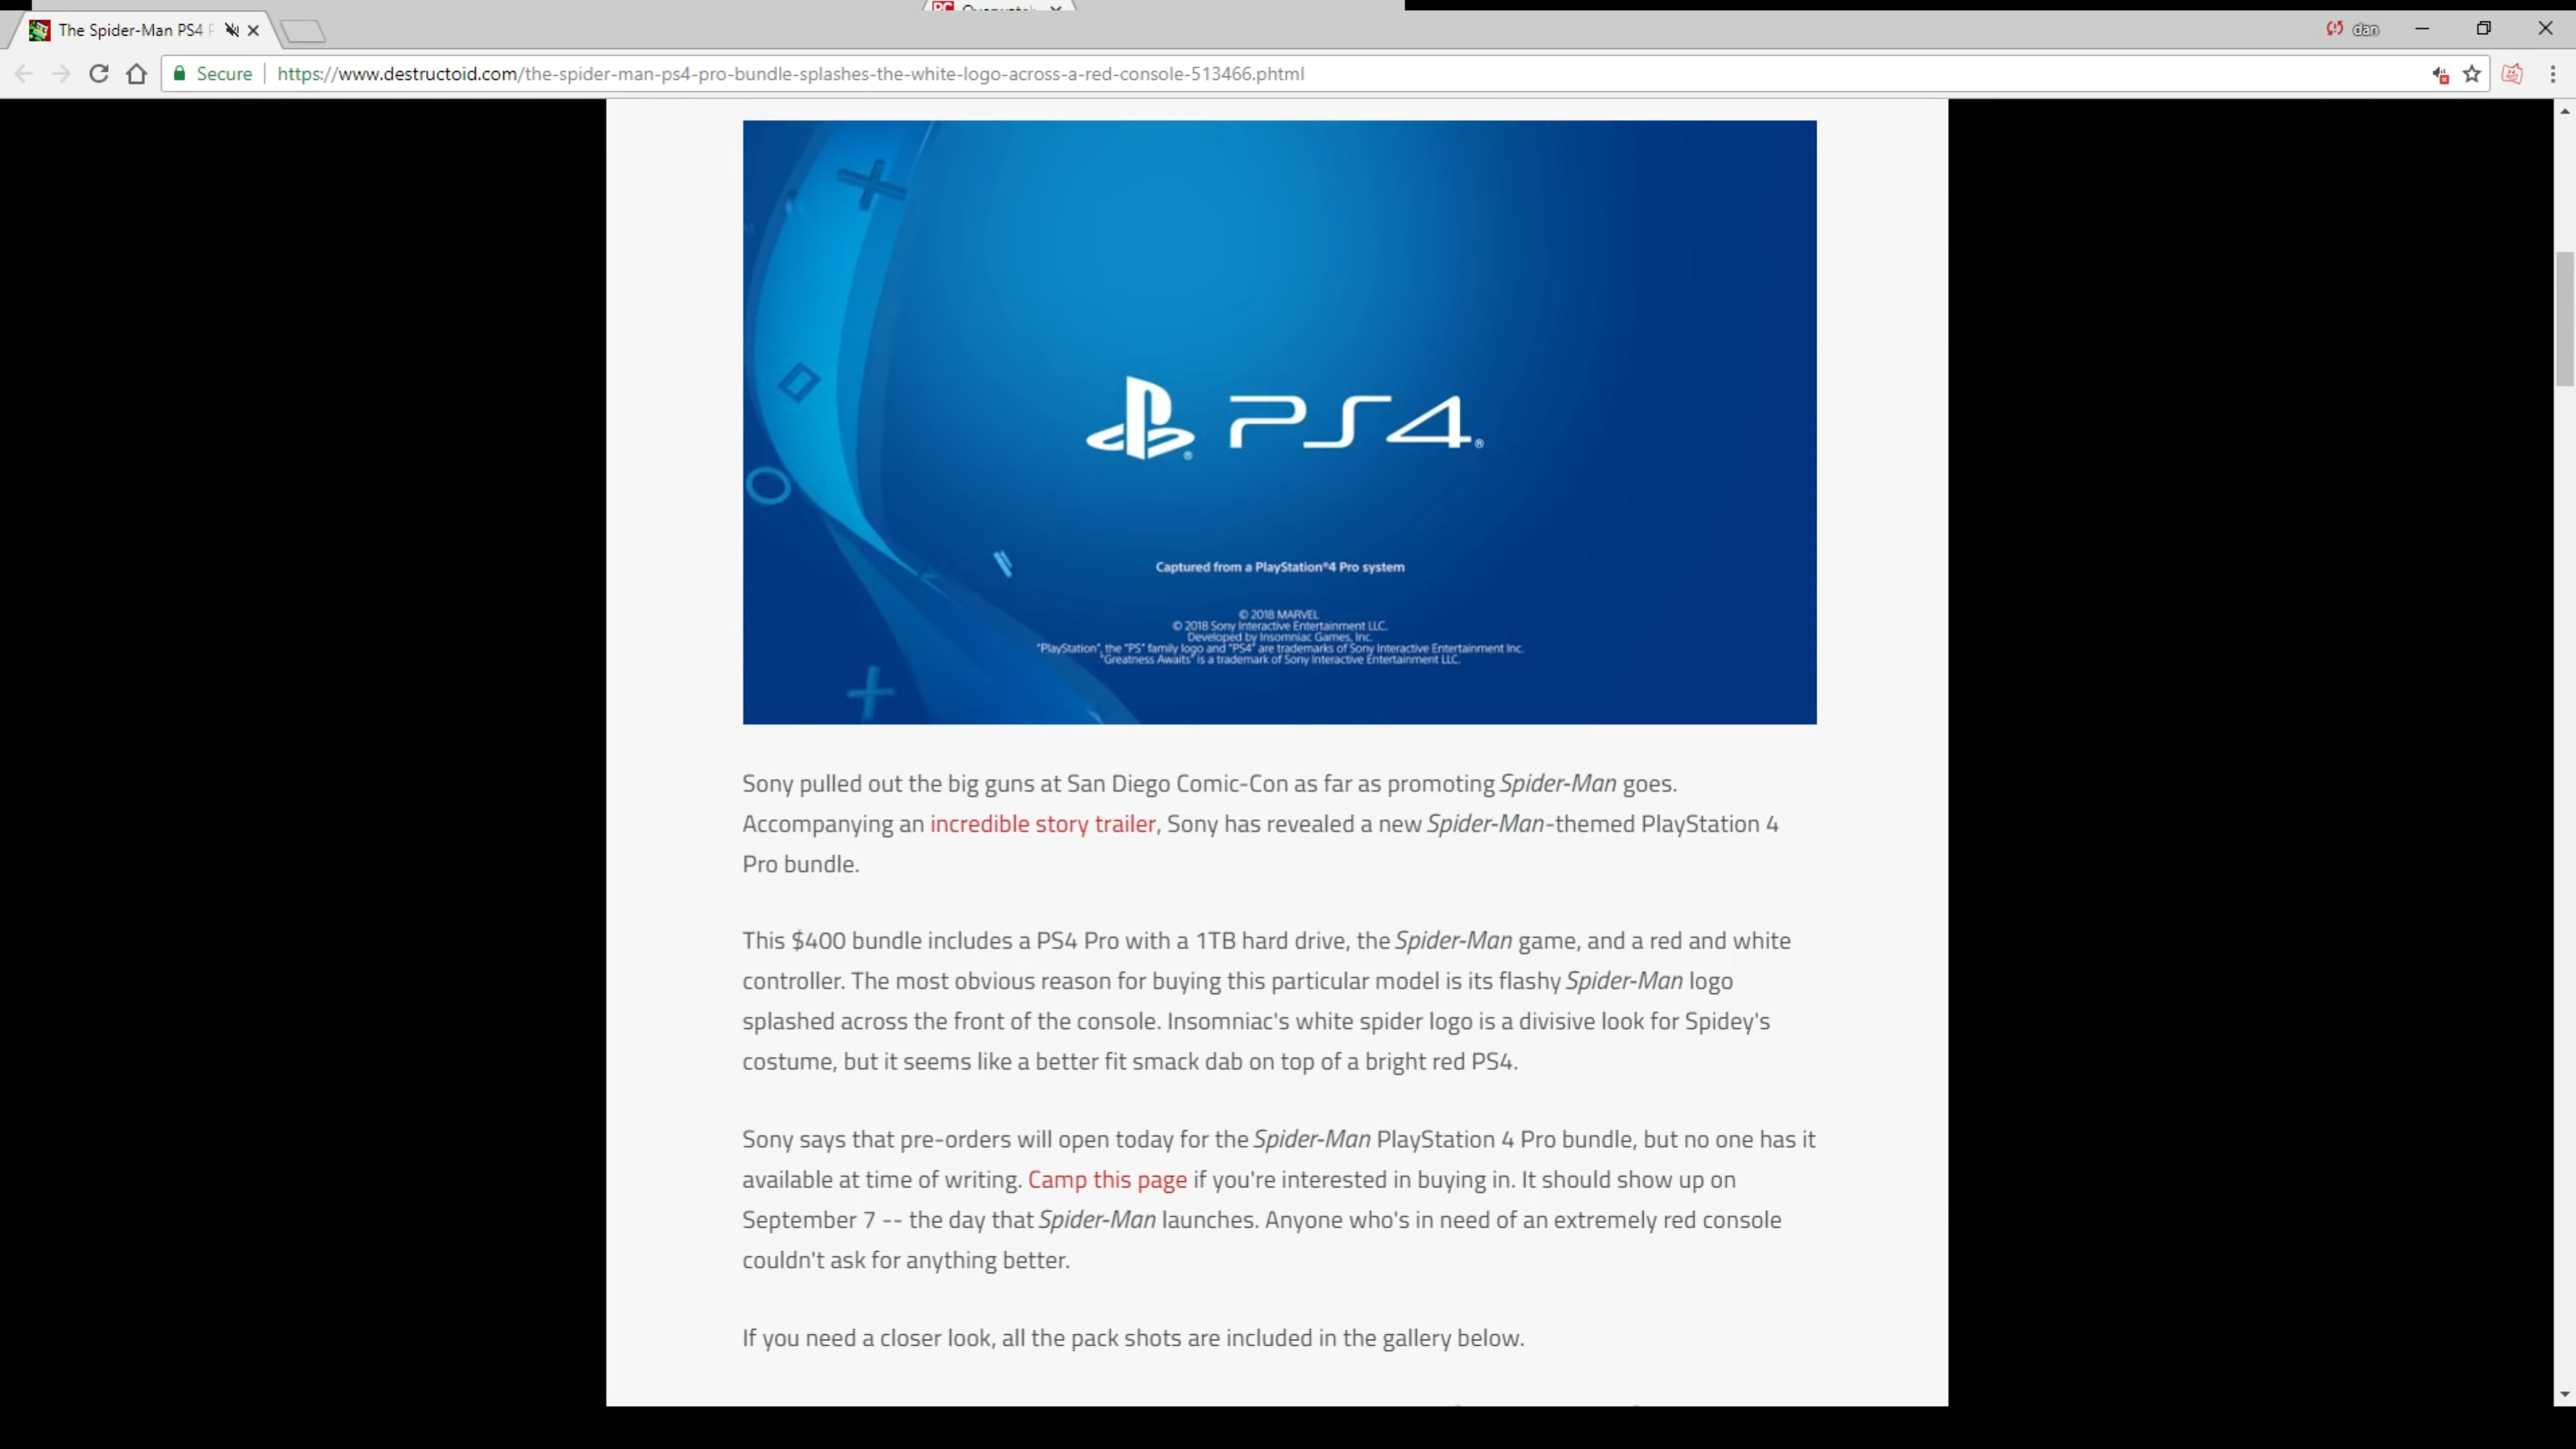 The Spider-Man PS4
dan
Secure
https://www.destructoid.com/the-spider-man-ps4-pro-bundle-splashes-the-white-logo-across-a-red-console-513466.phtml
PS4®
Captured from a PlayStation®4 Pro system
© 2018 MARVEL
© 2018 Sony Interactive Entertainment LLC.
Developed by Insomniac Games, Inc.
"PlayStation", the "PS" family logo and "PS4" are trademarks of Sony Interactive Entertainment Inc.
"Greatness Awaits" is a trademark of Sony Interactive Entertainment LLC.
Sony pulled out the big guns at San Diego Comic-Con as far as promoting Spider-Man goes.
Accompanying an incredible story trailer, Sony has revealed a new Spider-Man-themed PlayStation 4
Pro bundle.
This $400 bundle includes a PS4 Pro with a 1TB hard drive, the Spider-Man game, and a red and white
controller. The most obvious reason for buying this particular model is its flashy Spider-Man logo
splashed across the front of the console. Insomniac's white spider logo is a divisive look for Spidey's
costume, but it seems like a better fit smack dab on top of a bright red PS4.
Sony says that pre-orders will open today for the Spider-Man PlayStation 4 Pro bundle, but no one has it
available at time of writing. Camp this page if you're interested in buying in. It should show up on
September 7 -- the day that Spider-Man launches. Anyone who's in need of an extremely red console
couldn't ask for anything better.
If you need a closer look, all the pack shots are included in the gallery below.